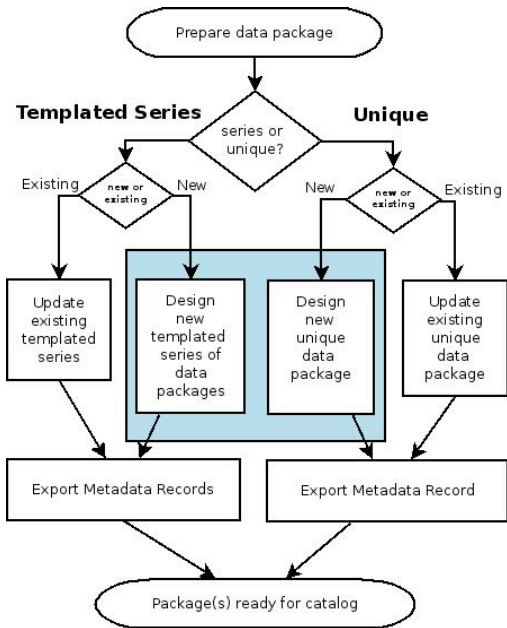 Prepare data package
Templated Series
Unique
series or
unique?
Existing
new or
existing
New
New
new or
existing
Existing
Update
existing
templated
series
Design
new
templated
series of
data
packages
Design
new
unique
data
package
Update
existing
unique
data
package
Export Metadata Records
Export Metadata Record
Package(s) ready for catalog